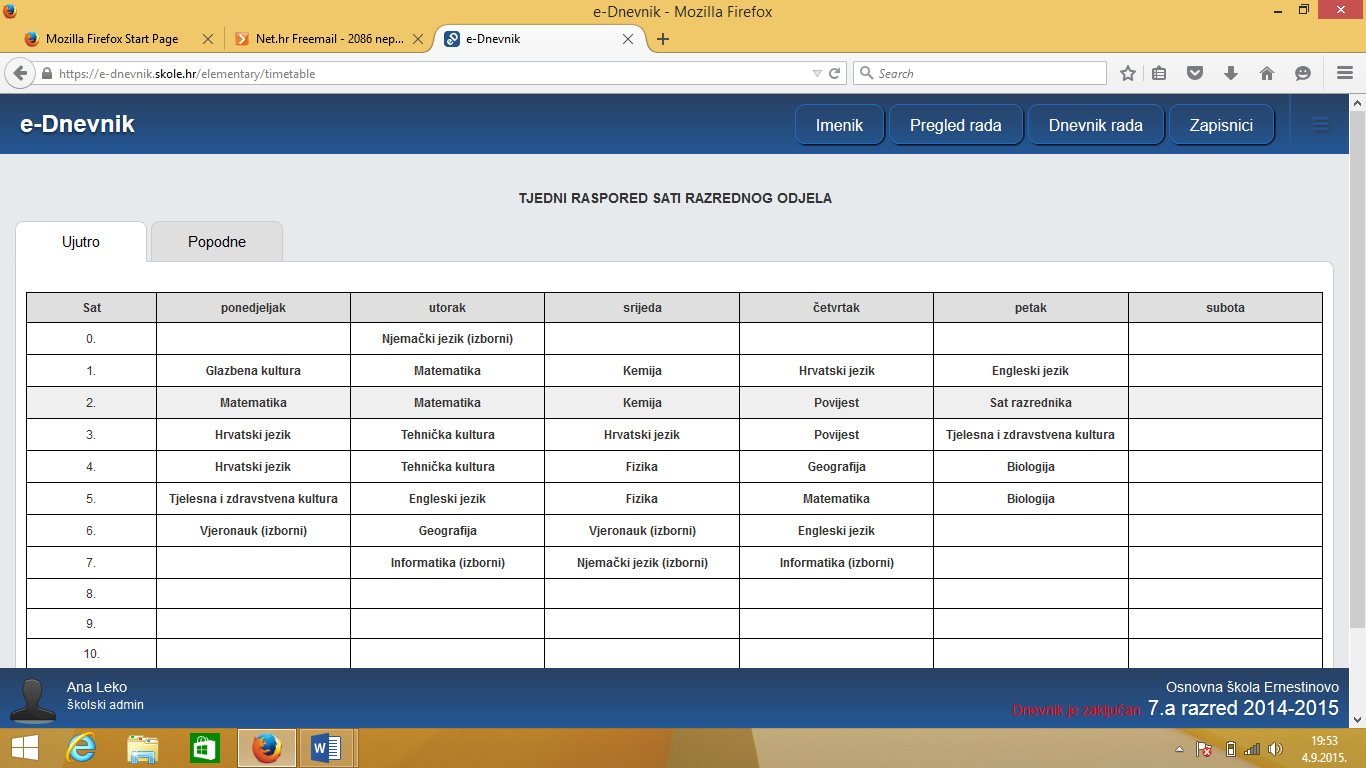 e-Dnevnik - Mozilla Firefox
Mozilla Firefox Start Page
Net.hr Freemail - 2086 nep...
e-Dnevnik
https://e-dnevnik.skole.hr/elementary/timetable
Search
e-Dnevnik
Imenik Pregled rada Dnevnik rada Zapisnici
TJEDNI RASPORED SATI RAZREDNOG ODJELA
Ujutro Popodne
Sat ponedjeljak utorak srijeda četvrtak petak subota
0. Njemački jezik (izborni)
1. Glazbena kultura Matematika Kemija Hrvatski jezik Engleski jezik
2. Matematika Matematika Kemija Povijest Sat razrednika
3. Hrvatski jezik Tehnička kultura Hrvatski jezik Povijest Tjelesna i zdravstvena kultura
4. Hrvatski jezik Tehnička kultura Fizika Geografija Biologija
5. Tjelesna i zdravstvena kultura Engleski jezik Fizika Matematika Biologija
6. Vjeronauk (izborni) Geografija Vjeronauk (izborni) Engleski jezik
7. Informatika (izborni) Njemački jezik (izborni) Informatika (izborni)
8.
9.
10.
Ana Leko
školski admin
Osnovna škola Ernestinovo
Dnevnik je zaključan. 7.a razred 2014-2015
19:53
4.9.2015.